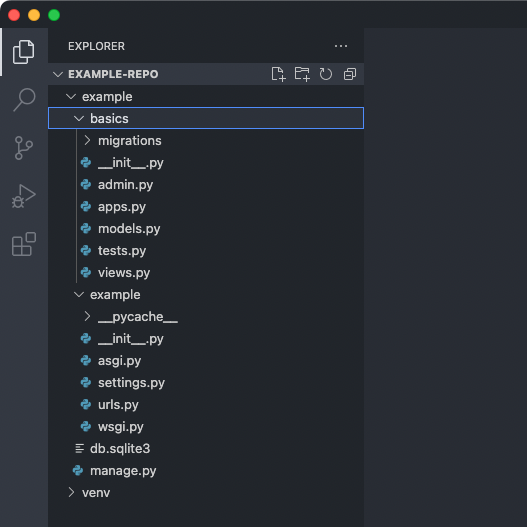 EXPLORER
EXAMPLE-REPO
example
basics
migrations
__init__.py
admin.py
apps.py
models.py
tests.py
views.py
example
__pycache__
__init__.py
asgi.py
settings.py
urls.py
wsgi.py
db.sqlite3
manage.py
venv